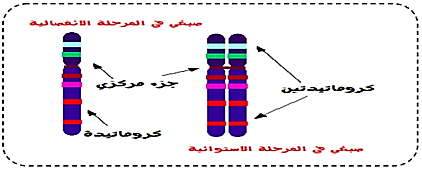 صبغي في المرحلة الانفصالية
جزء مركزي
كروماتيدتين
كروماتيدة
صبغي في المرحلة الاستوائية